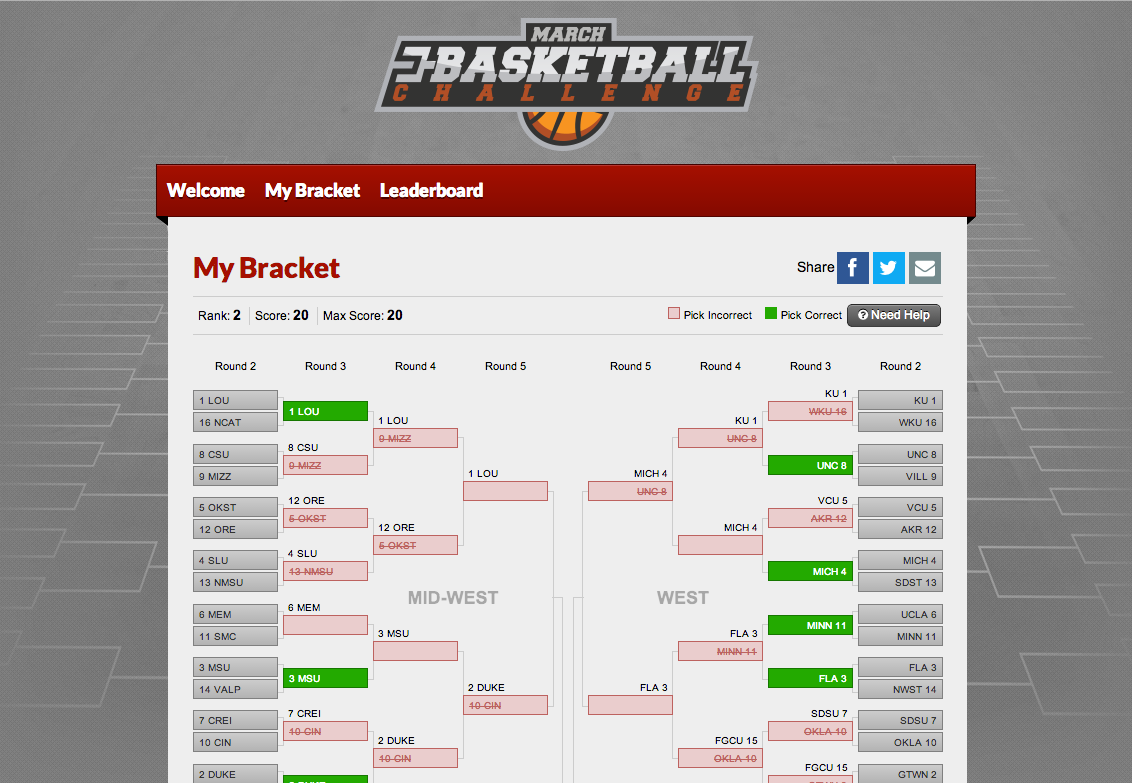 MARCH
BASKETBALL
CHALLENGE
Welcome My Bracket Leaderboard
My Bracket
Share
Rank: 2 Score: 20 Max Score: 20
Pick Incorrect Pick Correct Need Help
Round 2 Round 3 Round 4 Round 5 Round 5 Round 4 Round 3 Round 2
KU 1
1 LOU KU 1
1 LOU WKU 16
16 NCAT 1 LOU KU 1 WKU 16
9 MIZZ UNC 8
8 CSU 8 CSU UNC 8
9 MIZZ UNC 8
9 MIZZ 1 LOU MICH 4 VILL 9
UNC 8
12 ORE VCU 5
5 OKST VCU 5
5 OKST AKR 12
12 ORE 12 ORE MICH 4 AKR 12
5 OKST
4 SLU 4 SLU MICH 4
13 NMSU MICH 4
13 NMSU SDST 13
MID-WEST WEST
6 MEM 6 MEM UCLA 6
MINN 11
11 SMC 3 MSU FLA 3 MINN 11
MINN 11
3 MSU FLA 3
3 MSU FLA 3
14 VALP 2 DUKE FLA 3 NWST 14
10 CIN
7 CREI 7 CREI SDSU 7 SDSU 7
10 CIN OKLA 10
10 CIN 2 DUKE FGCU 15 OKLA 10
10 CIN OKLA 10
2 DUKE FGCU 15 GTWN 2